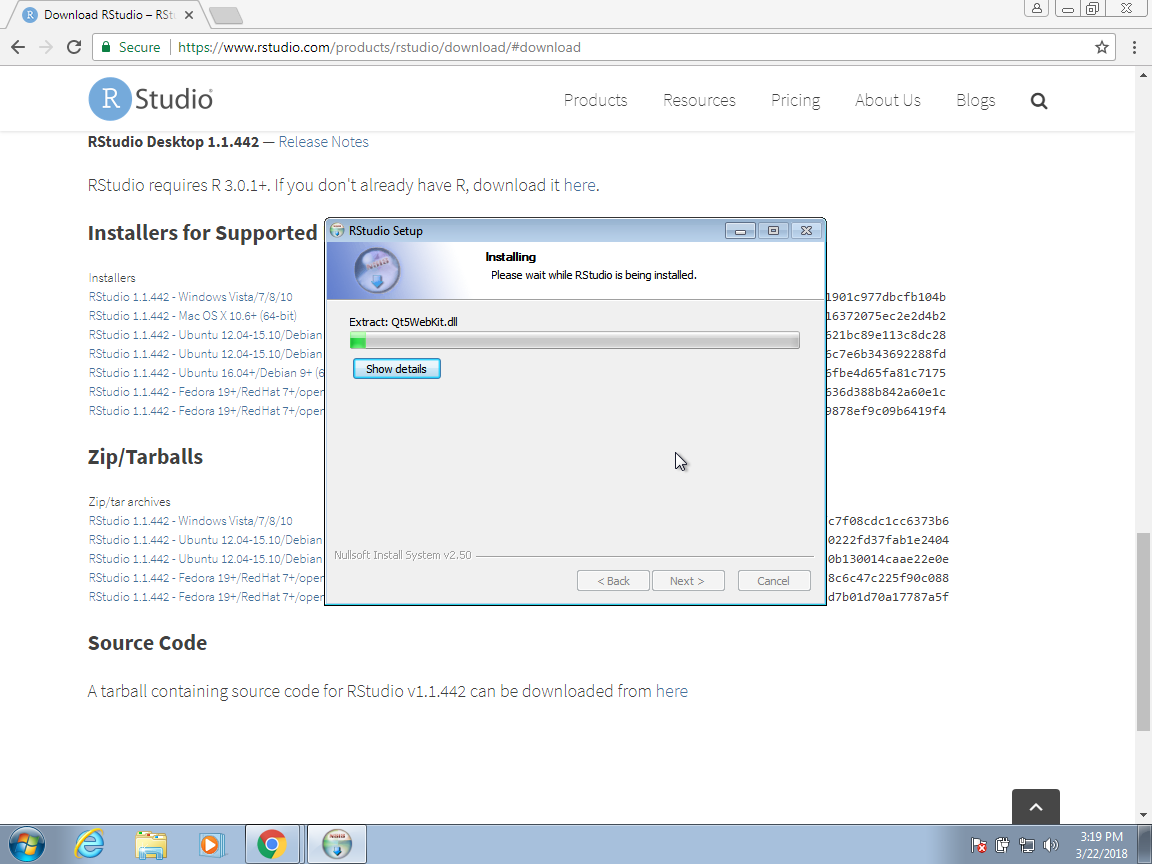 Download RStudio – RSt
Secure
https://www.rstudio.com/products/rstudio/download/#download
R Studio
Products
Resources
Pricing
About Us
Blogs
RStudio Desktop 1.1.442 — Release Notes
RStudio requires R 3.0.1+. If you don't already have R, download it here.
Installers for Supported
Installers
RStudio 1.1.442 - Windows Vista/7/8/10
1901c977dbcfb104b
RStudio 1.1.442 - Mac OS X 10.6+ (64-bit)
16372075ec2e2d4b2
RStudio 1.1.442 - Ubuntu 12.04-15.10/Debian
621bc89e113c8dc28
RStudio 1.1.442 - Ubuntu 12.04-15.10/Debian
6c7e6b343692288fd
RStudio 1.1.442 - Ubuntu 16.04+/Debian 9+ (6
6fbe4d65fa81c7175
RStudio 1.1.442 - Fedora 19+/RedHat 7+/open
636d388b842a60e1c
RStudio 1.1.442 - Fedora 19+/RedHat 7+/open
9878ef9c09b6419f4
RStudio Setup
Installing
Please wait while RStudio is being installed.
Extract: Qt5WebKit.dll
Show details
Nullsoft Install System v2.50
< Back
Next >
Cancel
Zip/Tarballs
Zip/tar archives
RStudio 1.1.442 - Windows Vista/7/8/10
c7f08cdc1cc6373b6
RStudio 1.1.442 - Ubuntu 12.04-15.10/Debian
0222fd37fab1e2404
RStudio 1.1.442 - Ubuntu 12.04-15.10/Debian
0b130014caae22e0e
RStudio 1.1.442 - Fedora 19+/RedHat 7+/open
8c6c47c225f90c088
RStudio 1.1.442 - Fedora 19+/RedHat 7+/open
d7b01d70a17787a5f
Source Code
A tarball containing source code for RStudio v1.1.442 can be downloaded from here
3:19 PM
3/22/2018